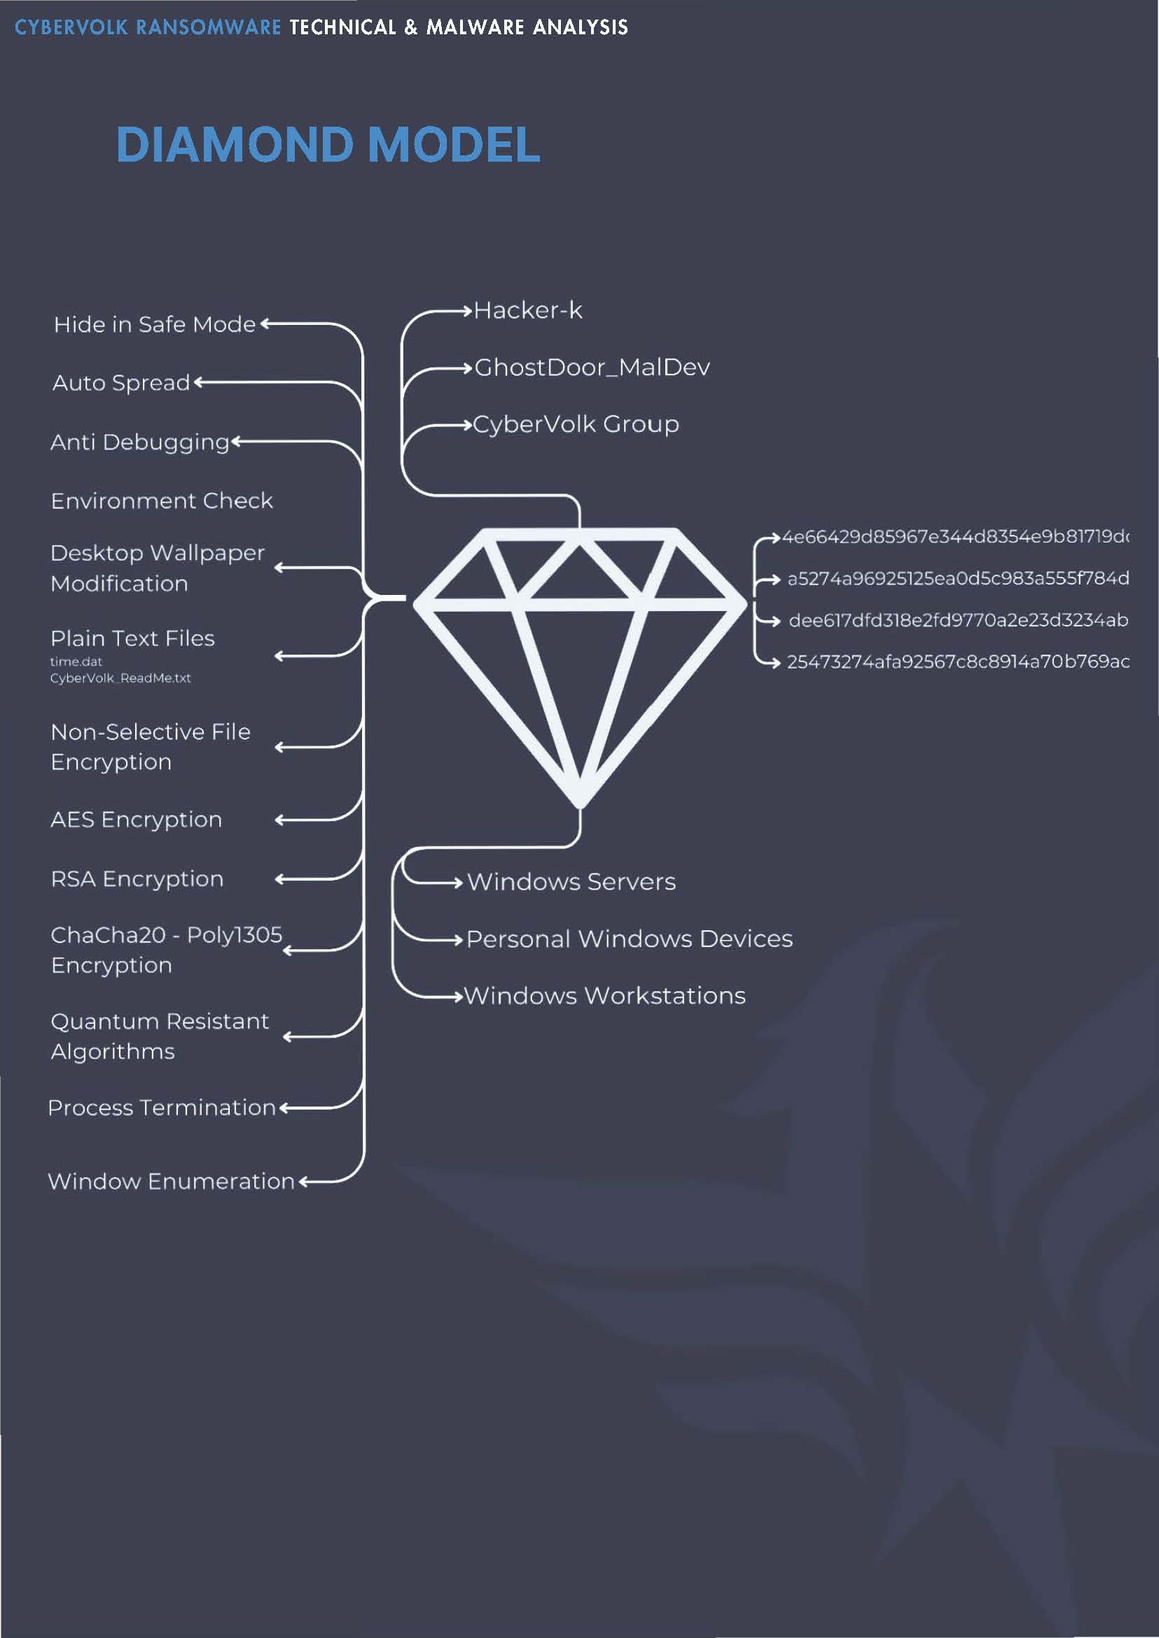 CYBERVOLK RANSOMWARE TECHNICAL & MALWARE ANALYSIS
DIAMOND MODEL
Hide in Safe Mode
Auto Spread
Anti Debugging
Environment Check
Desktop Wallpaper
Modification
Plain Text Files
time.dat
CyberVolk_ReadMe.txt
Non-Selective File
Encryption
AES Encryption
RSA Encryption
ChaCha20 - Poly1305
Encryption
Quantum Resistant
Algorithms
Process Termination
Window Enumeration
Hacker-k
GhostDoor_MalDev
CyberVolk Group
4e66429d85967e344d8354e9b81719d
a5274a96925125ea0d5c983a555f784d
dee617dfd318e2fd9770a2e23d3234ab
25473274afa92567c8c8914a70b769ac
Windows Servers
Personal Windows Devices
Windows Workstations